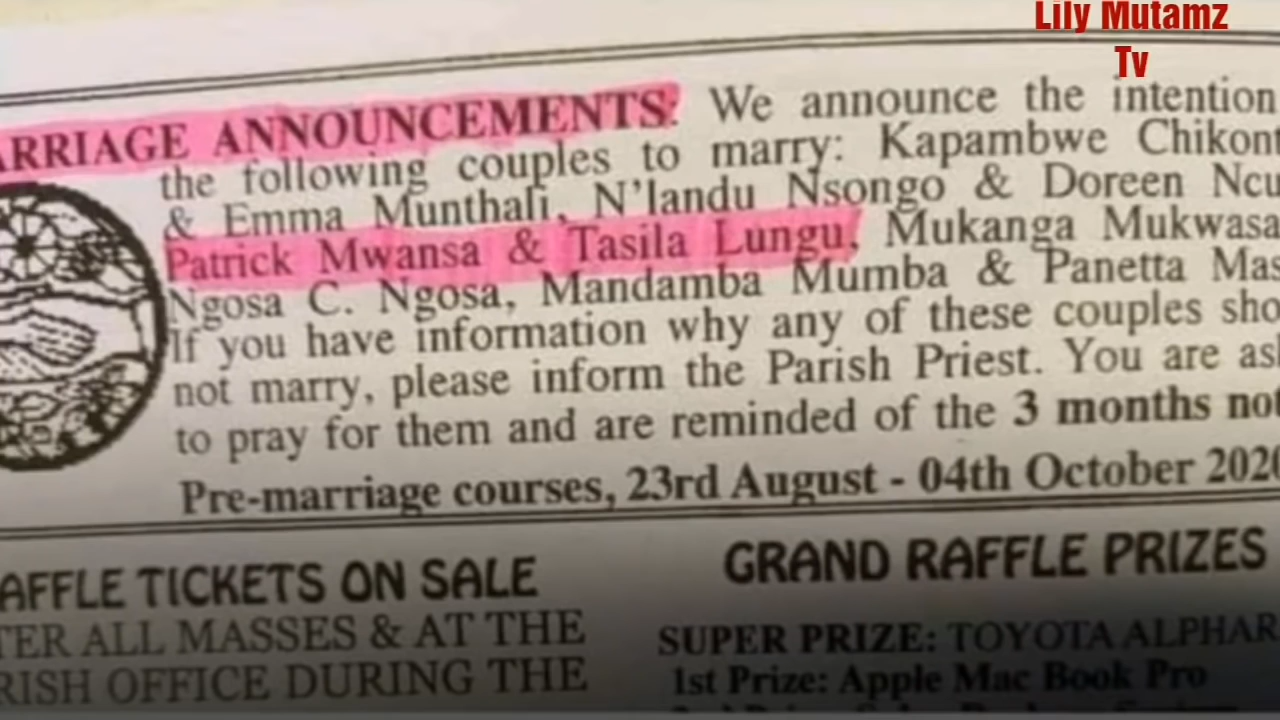 Lily Mutamz
Tv
ARRIAGE ANNOUNCEMENTS: We announce the intention
the following couples to marry: Kapambwe Chikon
& Emma Munthali, N'landu Nsongo & Doreen Ncu
Patrick Mwansa & Tasila Lungu, Mukanga Mukwasa
Ngosa C. Ngosa, Mandamba Mumba & Panetta Mas
If you have information why any of these couples sho
not marry, please inform the Parish Priest. You are as
to pray for them and are reminded of the 3 months not
Pre-marriage courses, 23rd August - 04th October 2020
AFFLE TICKETS ON SALE
TER ALL MASSES & AT THE
RISH OFFICE DURING THE
GRAND RAFFLE PRIZES
SUPER PRIZE: TOYOTA ALPHAR
1st Prize: Apple Mac Book Pro